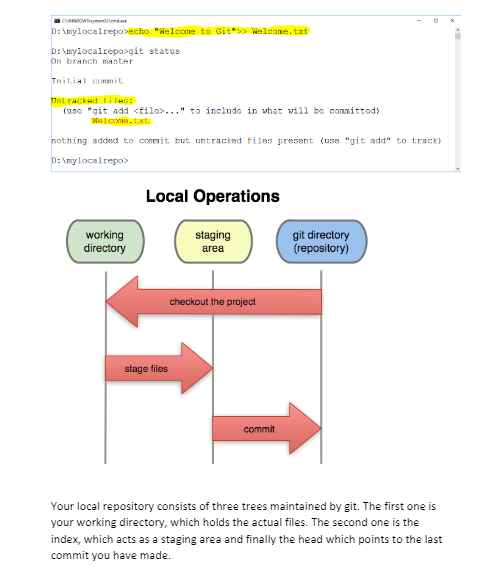 C:\WINDOWS\system32\cmd.exe
D:\mylocalrepo>echo "Welcome to Git">> Welcome.txt
D:\mylocalrepo>git status
On branch master
Initial commit
Untracked files:
(use "git add <file>..." to include in what will be committed)
Welcome.txt
nothing added to commit but untracked files present (use "git add" to track)
D:\mylocalrepo>
Local Operations
working
directory
staging
area
git directory
(repository)
checkout the project
stage files
commit
Your local repository consists of three trees maintained by git. The first one is
your working directory, which holds the actual files. The second one is the
index, which acts as a staging area and finally the head which points to the last
commit you have made.